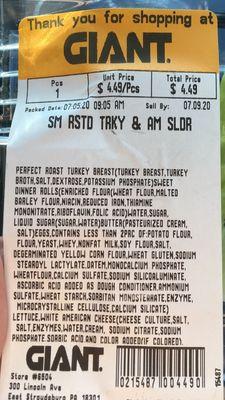 Thank you for shopping at
GIANT.
Pcs Unit Price Total Price
1 $ 4.49/Pcs $ 4.49
Packed Date: 07.05.20 09:05 AM Sell By: 07.09.20
SM RSTD TRKY & AM SLDR
PERFECT ROAST TURKEY BREAST(TURKEY BREAST,TURKEY
BROTH,SALT,DEXTROSE,POTASSIUM PHOSPHATE)SWEET
DINNER ROLLS(ENRICHED FLOUR(WHEAT FLOUR,MALTED
BARLEY FLOUR,NIACIN,REDUCED IRON,THIAMINE
MONONITRATE,RIBOFLAVIN,FOLIC ACID)WATER,SUGAR,
LIQUID SUGAR(SUGAR,WATER)BUTTER(PASTEURIZED CREAM,
SALT)EGGS,CONTAINS LESS THAN 2PRC OF:POTATO FLOUR,
FLOUR,YEAST,WHEY,NONFAT MILK,SOY FLOUR,SALT,
DEGERMINATED YELLOW CORN FLOUR,WHEAT GLUTEN,SODIUM
STEAROYL LACTYLATE,DATEM,MONOCALCIUM PHOSPHATE,
WHEATFLOUR,CALCIUM SULFATE,SODIUM SILICOALUMINATE,
ASCORBIC ACID ADDED AS DOUGH CONDITIONER,AMMONIUM
SULFATE,WHEAT STARCH,SORBITAN MONOSTEARATE,ENZYME,
MICROCRYSTALLINE CELLULOSE,CALCIUM SILICATE)
LETTUCE,WHITE AMERICAN CHEESE(CHEESE CULTURE,SALT,
SALT,ENZYMES,WATER,CREAM, SODIUM CITRATE,SODIUM
PHOSPHATE,SORBIC ACID AND COLOR ADDED(IF COLORED).
GIANT.
Store #6504
300 Lincoln Ave
East Stroudsburg PA 18301
0215487 004490
15487